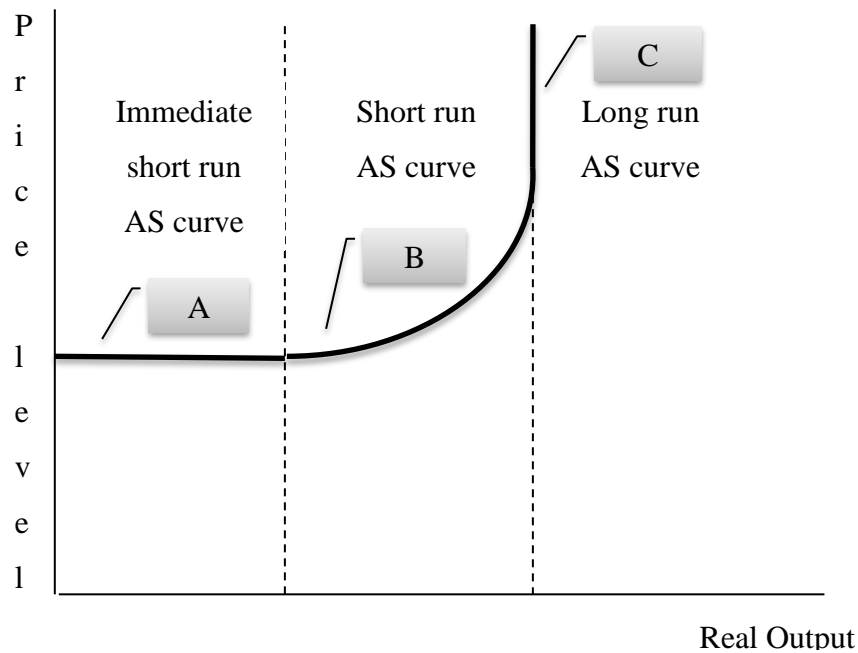 P
r
i
c
e
l
e
v
e
l
Immediate
short run
AS curve
Short run
AS curve
Long run
AS curve
A
B
C
Real Output